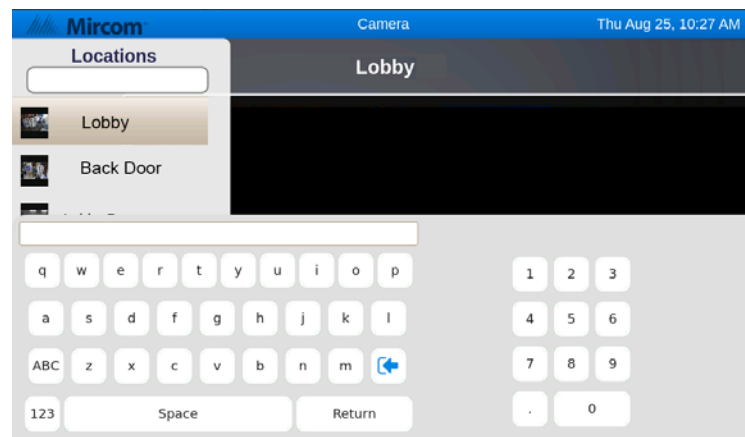 Mircom Camera Thu Aug 25, 10:27 AM
Locations
Lobby
Lobby
Back Door
q w e r t y u i o p 1 2 3
a s d f g h j k l 4 5 6
ABC z x c v b n m 7 8 9
123 Space Return . 0